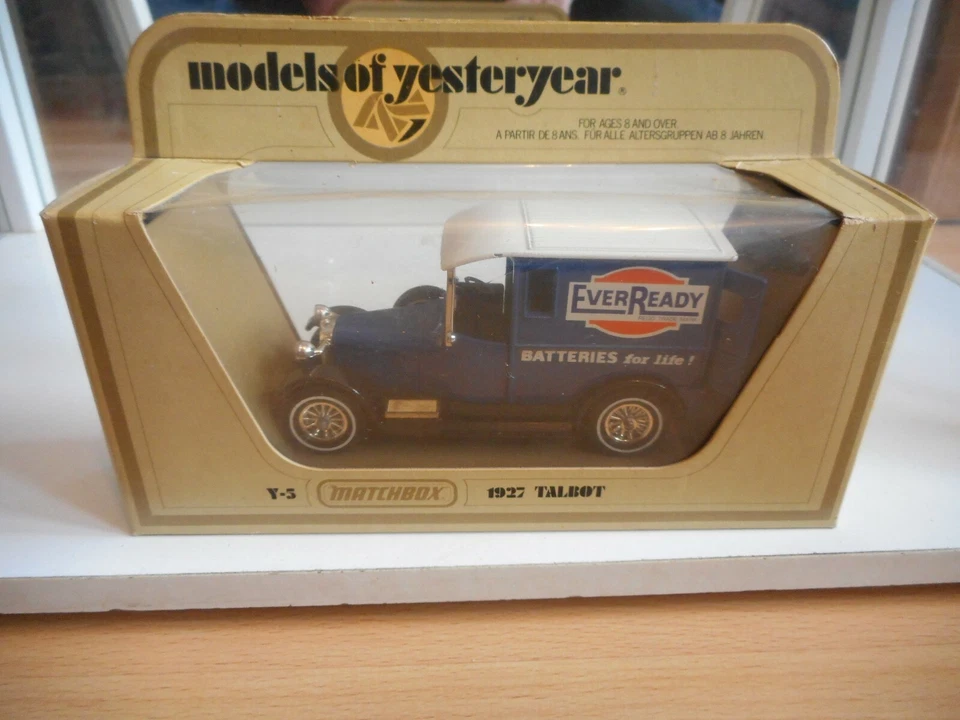 models of yesteryear®
FOR AGES 8 AND OVER
A PARTIR DE 8 ANS. FÜR ALLE ALTERSGRUPPEN AB 8 JAHREN.
EVERREADY
BATTERIES for life!
Y-5 MATCHBOX 1927 TALBOT